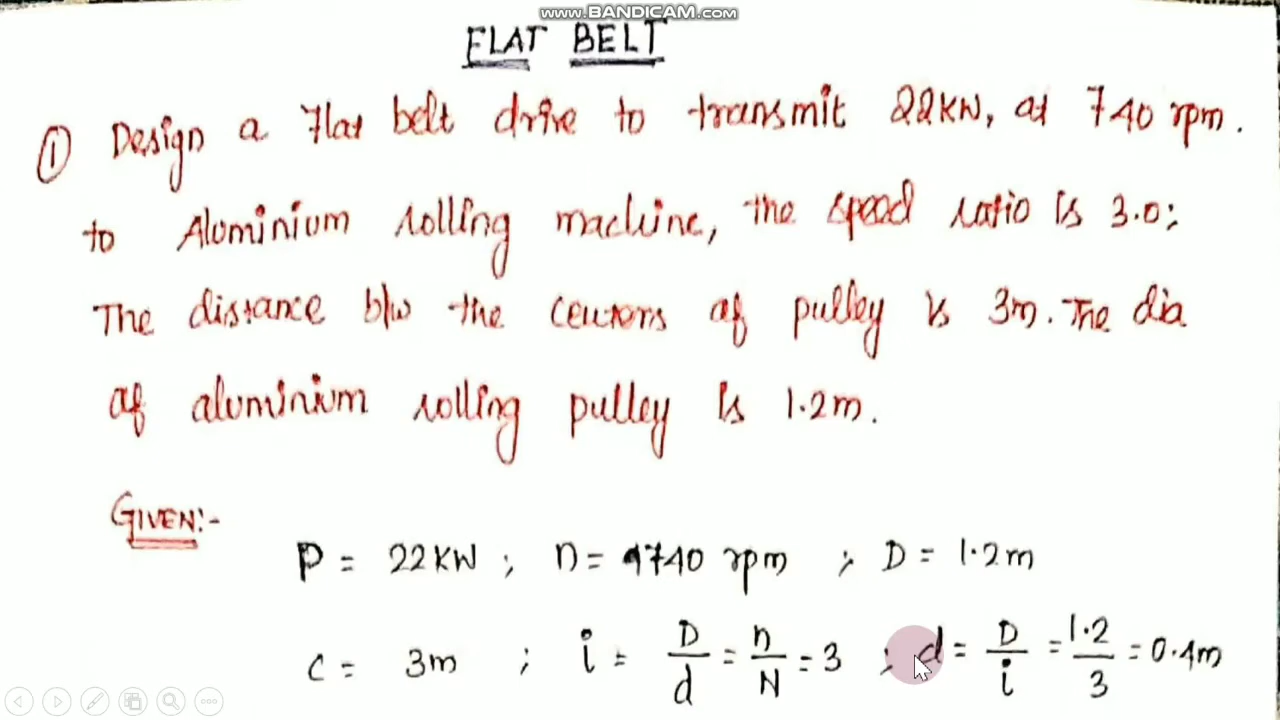 www.BANDICAM.com
FLAT BELT
① Design a flat belt drive to transmit 22KW, at 740 rpm.
to Aluminium rolling machine, the speed ratio is 3.0;
The distance b/w the centers of pulley is 3m. The dia
of aluminium rolling pulley is 1.2m.
GIVEN:-
P = 22KW ; n = 740 rpm ; D = 1.2m
C = 3m ; i = D/d = n/N = 3 ; d = D/i = 1.2/3 = 0.4m